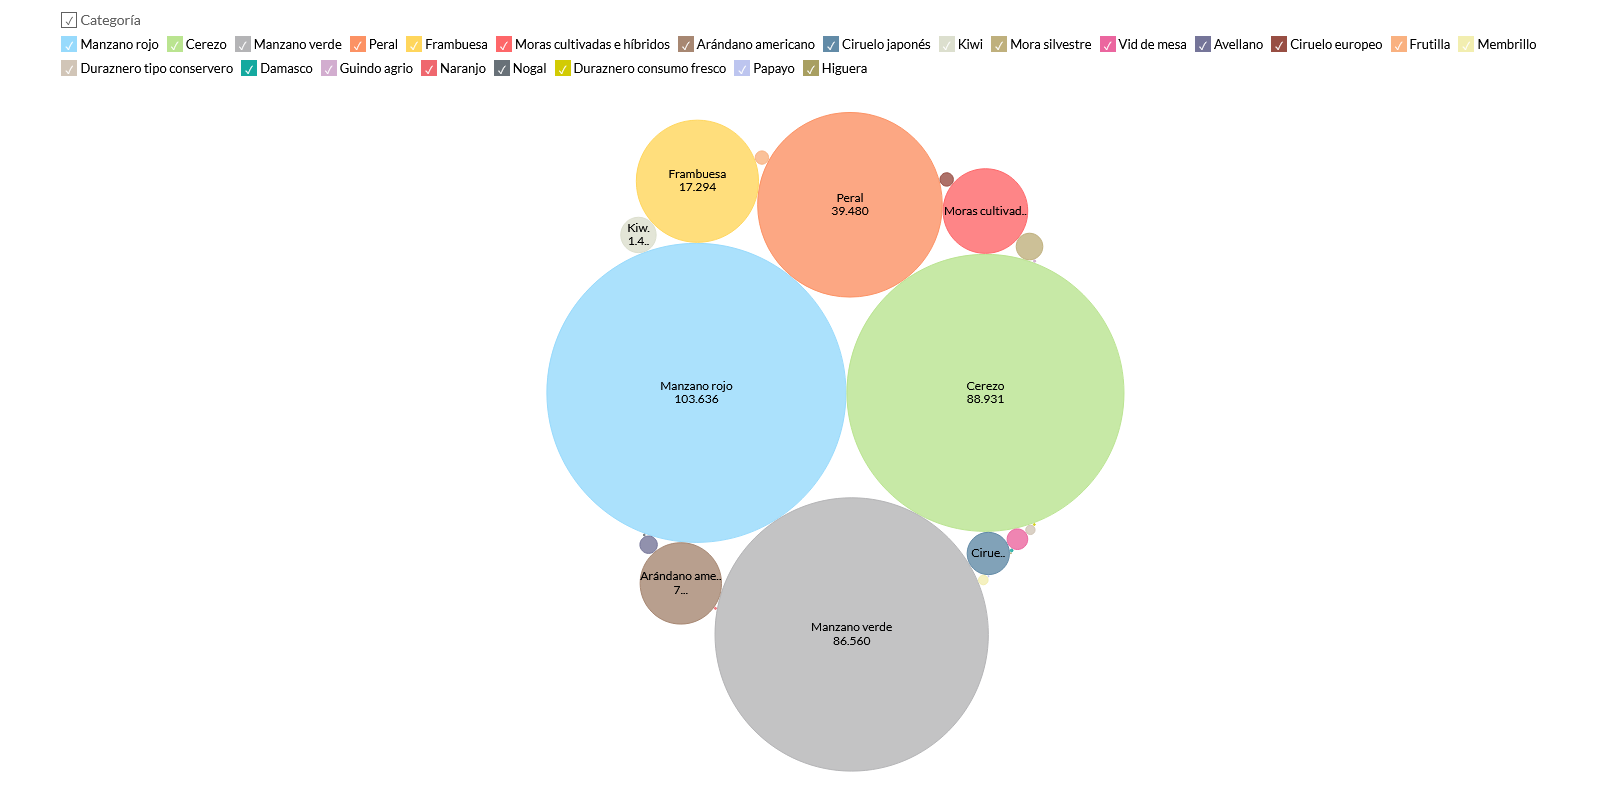 Categoría
Manzano rojo Cerezo Manzano verde Peral Frambuesa Moras cultivadas e híbridos Arándano americano Ciruelo japonés Kiwi Mora silvestre Vid de mesa Avellano Ciruelo europeo Frutilla Membrillo
Duraznero tipo conservero Damasco Guindo agrio Naranjo Nogal Duraznero consumo fresco Papayo Higuera
Frambuesa
17.294
Peral
39.480
Moras cultivad..
Kiw.
1.4..
Manzano rojo
103.636
Cerezo
88.931
Cirue..
Arándano ame..
7...
Manzano verde
86.560